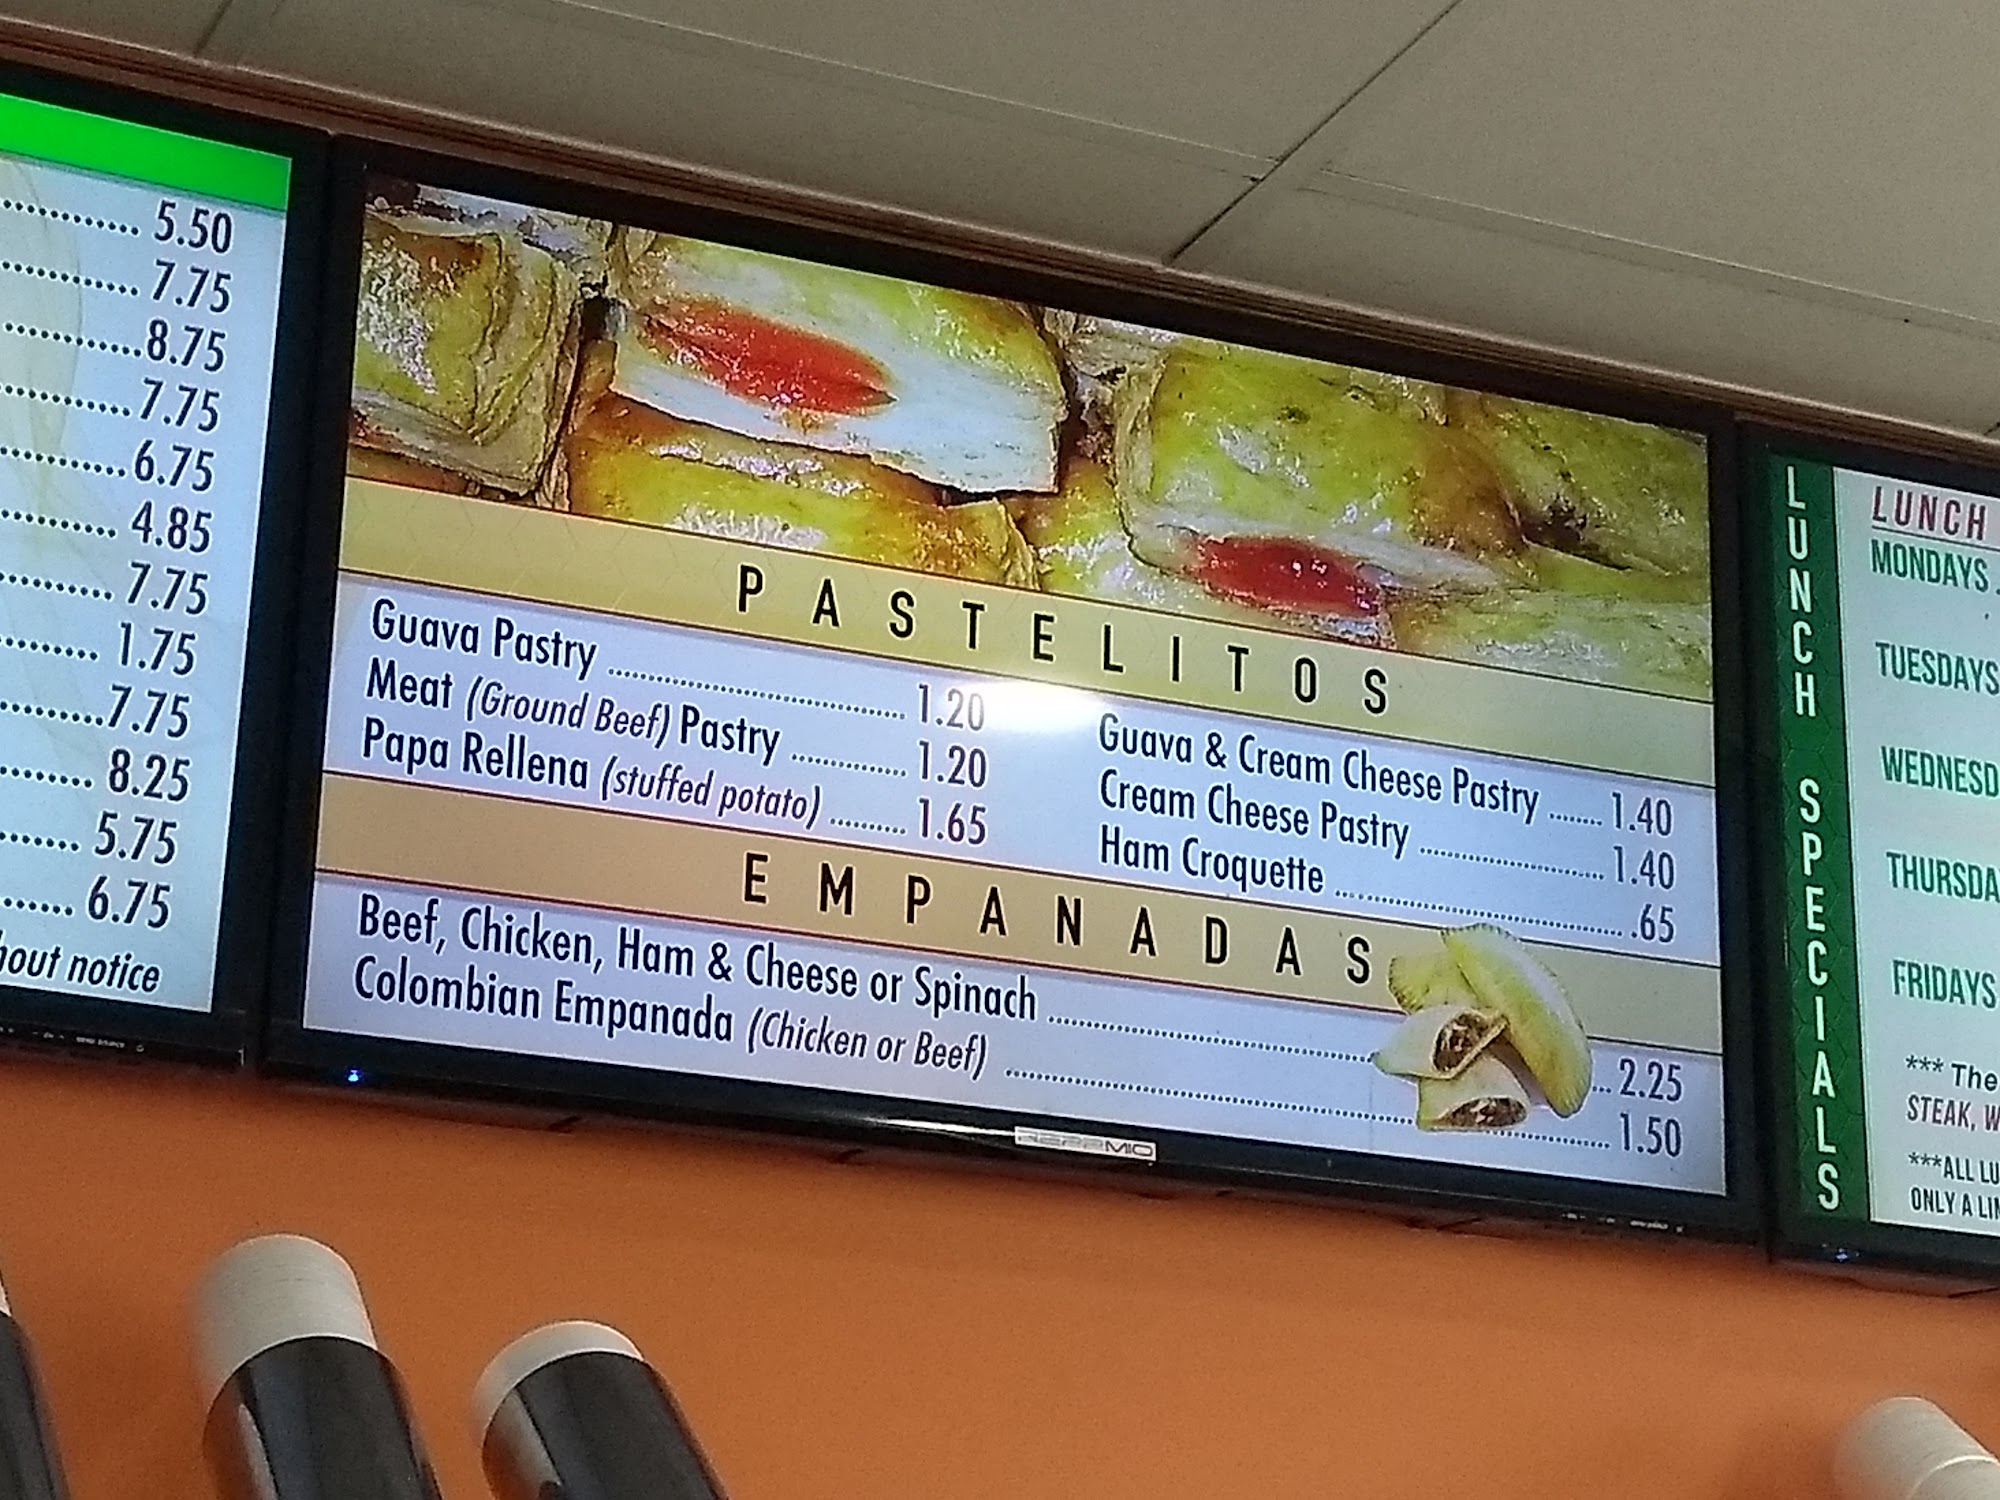 5.50
7.75
8.75
7.75
6.75
4.85
7.75
1.75
7.75
8.25
5.75
6.75
out notice
PASTELITOS
Guava Pastry ........ 1.20
Meat (Ground Beef) Pastry ........ 1.20
Papa Rellena (stuffed potato) ........ 1.65
Guava & Cream Cheese Pastry ........ 1.40
Cream Cheese Pastry ........ 1.40
Ham Croquette ........ .65
EMPANADAS
Beef, Chicken, Ham & Cheese or Spinach ........ 2.25
Colombian Empanada (Chicken or Beef) ........ 1.50
LUNCH SPECIALS
LUNCH
MONDAYS
TUESDAYS
WEDNESD
THURSDA
FRIDAYS
*** The
STEAK, W
***ALL LU
ONLY A LI